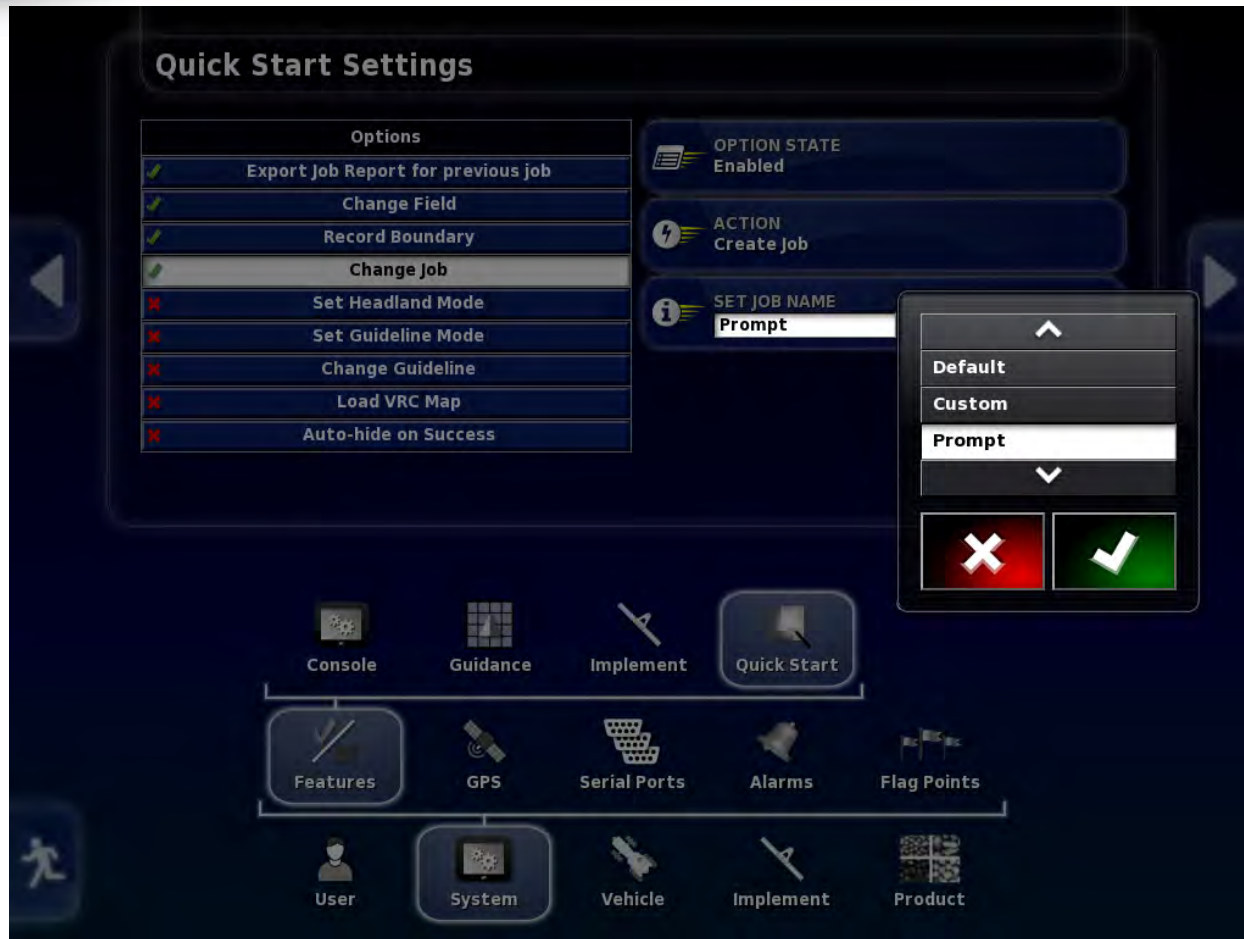 Quick Start Settings
Options
Export Job Report for previous job
Change Field
Record Boundary
Change Job
Set Headland Mode
Set Guideline Mode
Change Guideline
Load VRC Map
Auto-hide on Success
OPTION STATE
Enabled
ACTION
Create Job
SET JOB NAME
Prompt
Default
Custom
Prompt
Console Guidance Implement Quick Start
Features GPS Serial Ports Alarms Flag Points
User System Vehicle Implement Product